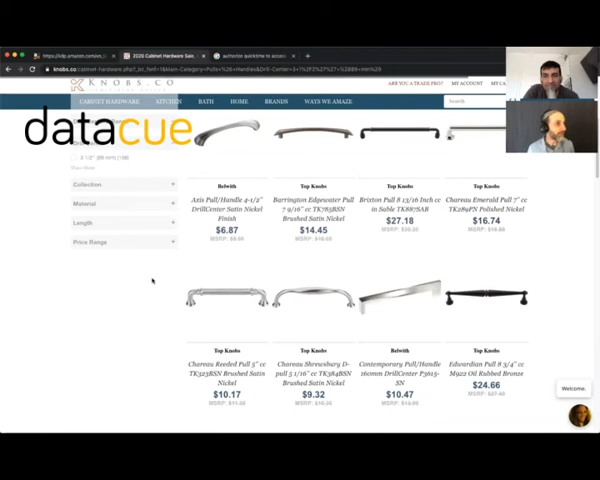 2020 Cabinet Hardware Sale
KNOBS.CO
ARE YOU A TRADE PRO?
MY ACCOUNT
CABINET HARDWARE
KITCHEN
BATH
HOME
BRANDS
WAYS WE AMAZE
Search
datacue
Collection +
Material +
Length +
Price Range +
Belwith
Axis Pull/Handle 4-1/2"
DrillCenter Satin Nickel
Finish
$6.87
Top Knobs
Barrington Edgewater Pull
7 9/16" cc TK785BSN
Brushed Satin Nickel
$14.45
Top Knobs
Brixton Pull 8 13/16 Inch cc
in Sable TK887SAB
$27.18
Top Knobs
Chareau Emerald Pull 7" cc
TK289PN Polished Nickel
$16.74
Top Knobs
Chareau Reeded Pull 5" cc
TK323BSN Brushed Satin
Nickel
$10.17
Top Knobs
Chareau Shrewsbury D-
pull 5 1/16" cc TK384BSN
Brushed Satin Nickel
$9.32
Belwith
Contemporary Pull/Handle
160mm DrillCenter P3615-
SN
$10.47
Top Knobs
Edwardian Pull 8 3/4" cc
M922 Oil Rubbed Bronze
$24.66
Welcome.